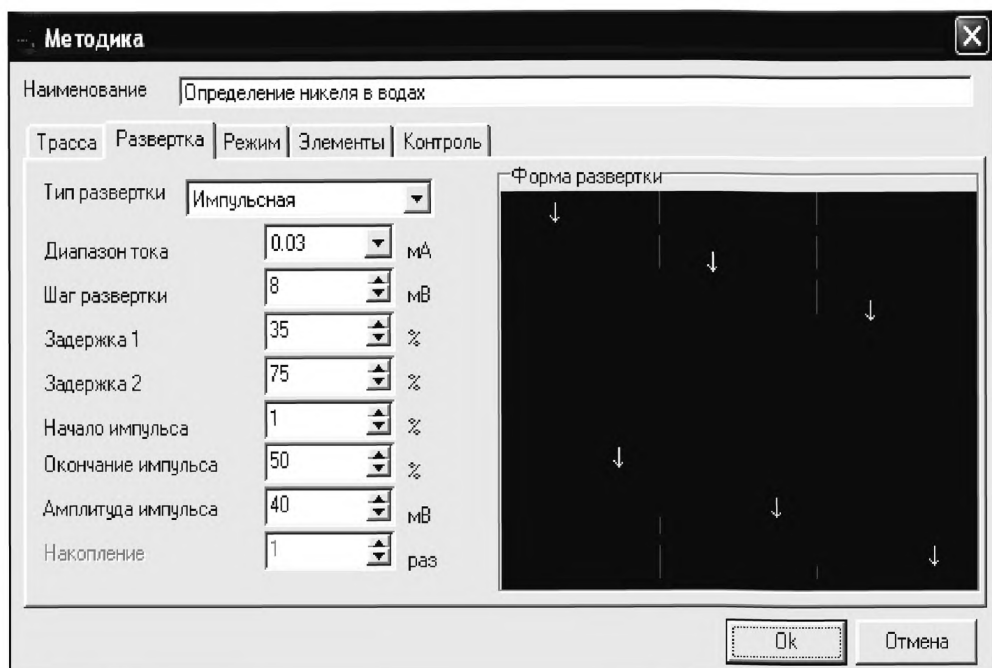 Методика
Наименование Определение никеля в водах
Трасса Развертка Режим Элементы Контроль
Тип развертки Импульсная
Диапазон тока 0.03 мА
Шаг развертки 8 мВ
Задержка 1 35 %
Задержка 2 75 %
Начало импульса 1 %
Окончание импульса 50 %
Амплитуда импульса 40 мВ
Накопление 1 раз
Форма развертки
Ok Отмена